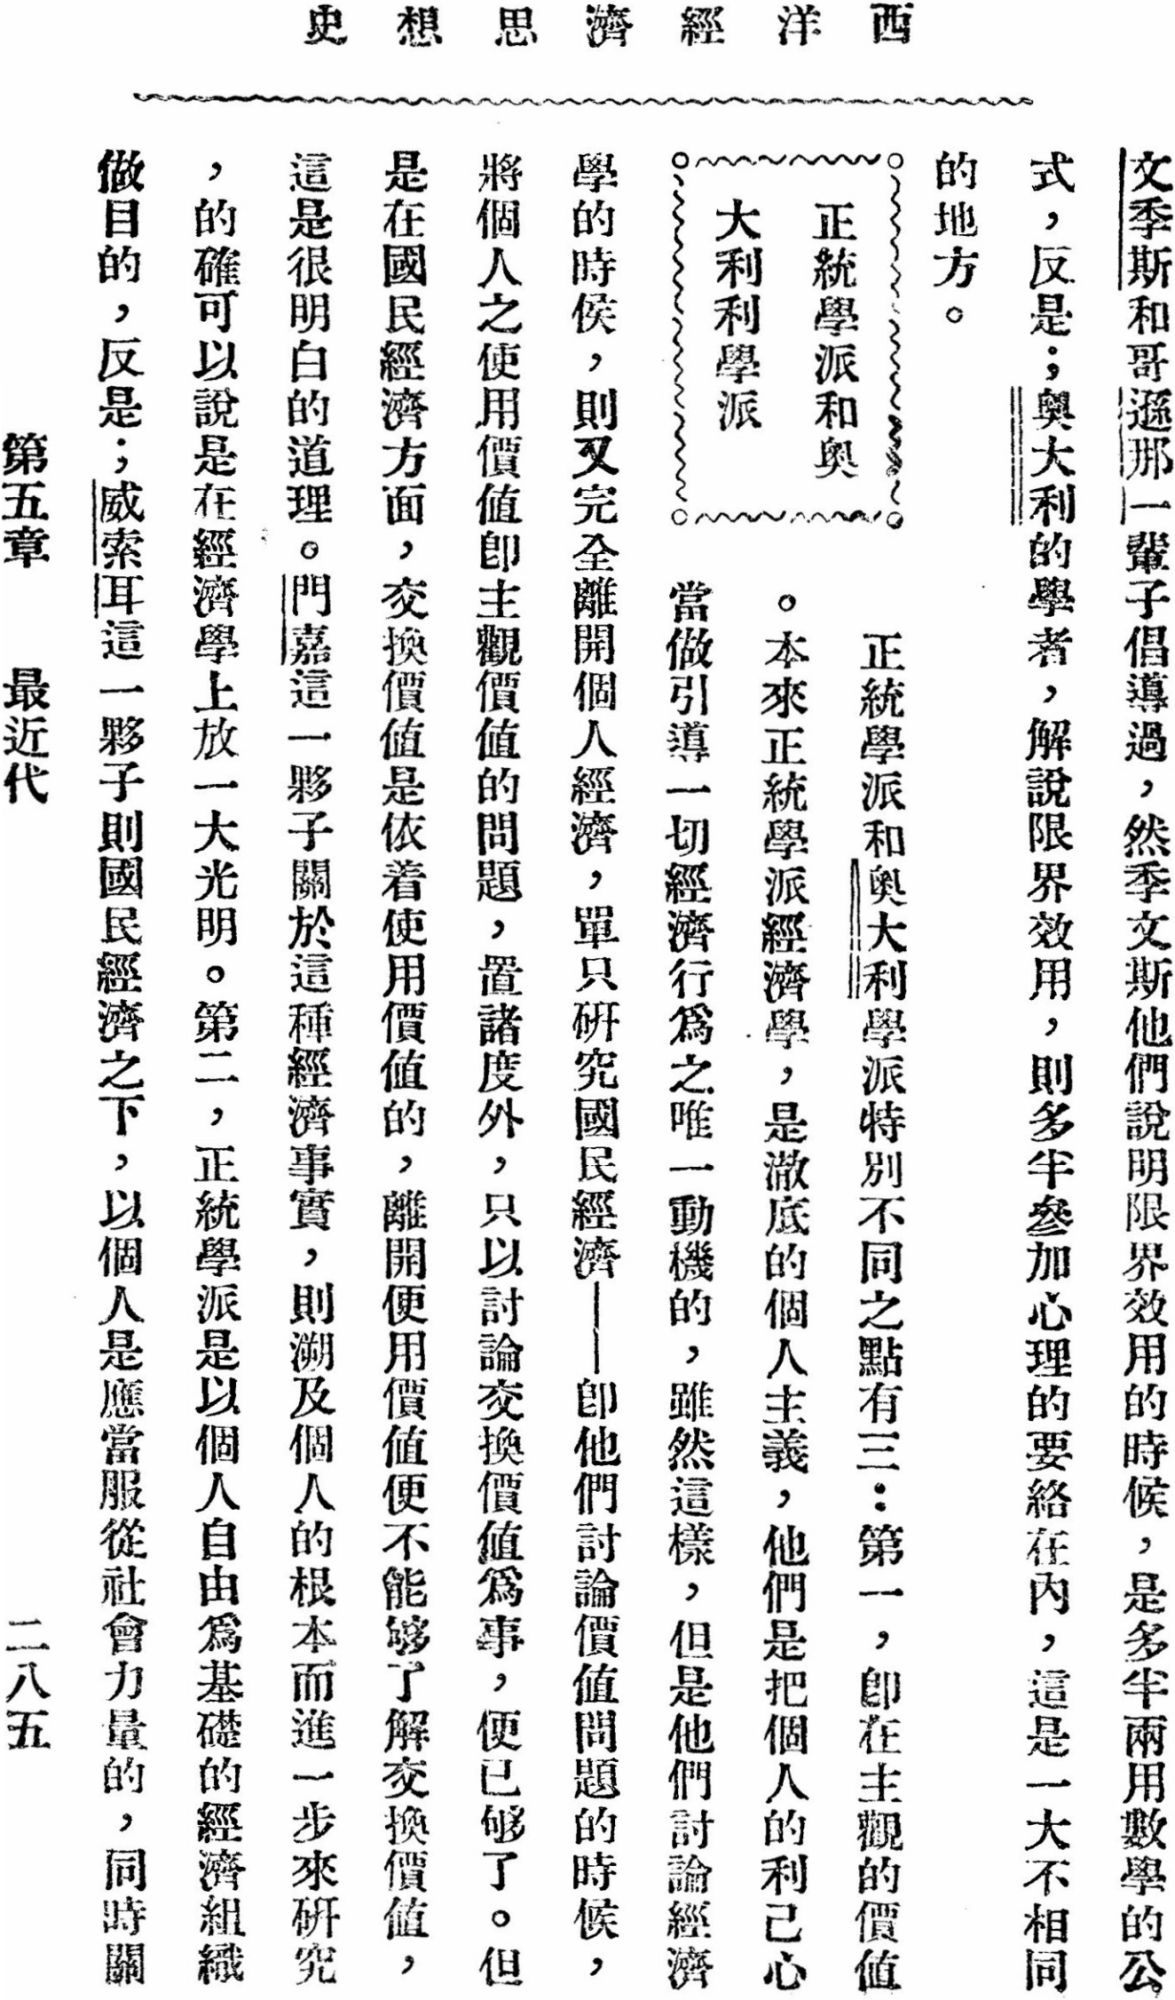 西洋經濟思想史
文季斯和哥遜那一輩子倡導過，然季文斯他們說明限界效用的時候，是多半兩用數學的公
式，反是；奧大利的學者，解說限界效用，則多半參加心理的要絡在內，這是一大不相同
的地方。
正統學派和奧
大利利學派
正統學派和奧大利學派特別不同之點有三：第一，卽在主觀的價値
。本來正統學派經濟學，是澈底的個人主義，他們是把個人的利己心
當做引導一切經濟行爲之唯一動機的，雖然這樣，但是他們討論經濟
學的時侯，則又完全離開個人經濟，單只硏究國民經濟——卽他們討論價値問題的時候，
將個人之使用價値卽主觀價値的問題，置諸度外，只以討論交換價値爲事，便已够了。但
是在國民經濟方面，交換價値是依着使用價値的，離開便用價値便不能够了解交換價値，
這是很明白的道理。門嘉這一夥子關於這種經濟事實，則溯及個人的根本而進一步來硏究
，的確可以說是在經濟學上放一大光明。第二，正統學派是以個人自由爲基礎的經濟組織
做目的，反是；威索耳這一夥子則國民經濟之下，以個人是應當服從社會力量的，同時關
第五章　最近代　二八五